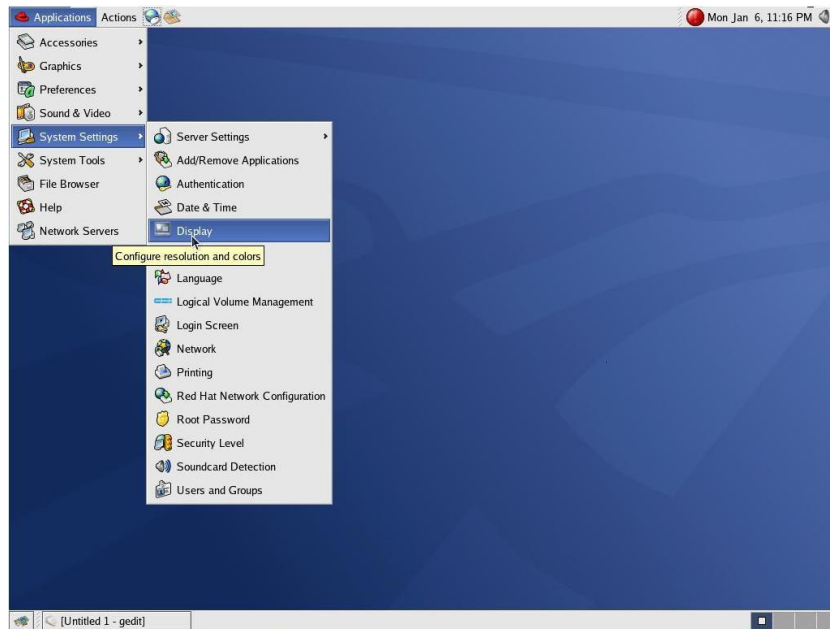 Applications Actions
Mon Jan 6, 11:16 PM
Accessories
Graphics
Preferences
Sound & Video
System Settings
System Tools
File Browser
Help
Network Servers
Server Settings
Add/Remove Applications
Authentication
Date & Time
Display
Configure resolution and colors
Language
Logical Volume Management
Login Screen
Network
Printing
Red Hat Network Configuration
Root Password
Security Level
Soundcard Detection
Users and Groups
[Untitled 1 - gedit]